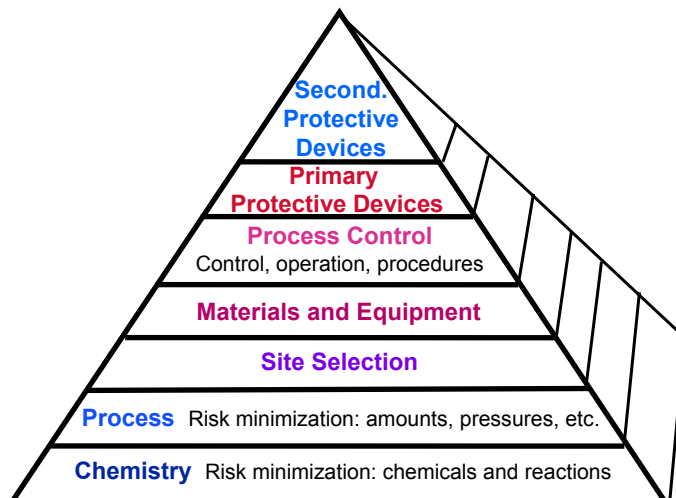 Second.
Protective
Devices
Primary
Protective Devices
Process Control
Control, operation, procedures
Materials and Equipment
Site Selection
Process Risk minimization: amounts, pressures, etc.
Chemistry Risk minimization: chemicals and reactions